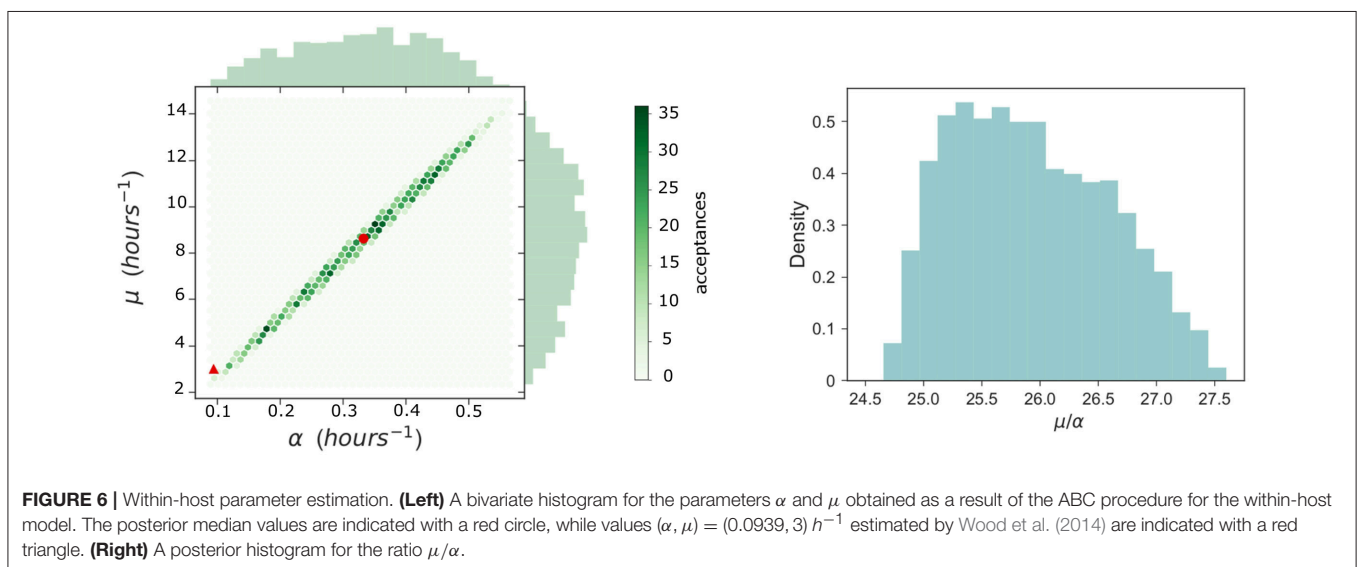 14
12
10
8
6
4
2
μ (hours⁻¹)
0.1 0.2 0.3 0.4 0.5
α (hours⁻¹)
35
30
25
20
15
10
5
0
acceptances
0.5
0.4
0.3
0.2
0.1
0
Density
24.5 25.0 25.5 26.0 26.5 27.0 27.5
μ/α
FIGURE 6 | Within-host parameter estimation. (Left) A bivariate histogram for the parameters α and μ obtained as a result of the ABC procedure for the within-host
model. The posterior median values are indicated with a red circle, while values (α, μ) = (0.0939, 3) h⁻¹ estimated by Wood et al. (2014) are indicated with a red
triangle. (Right) A posterior histogram for the ratio μ/α.